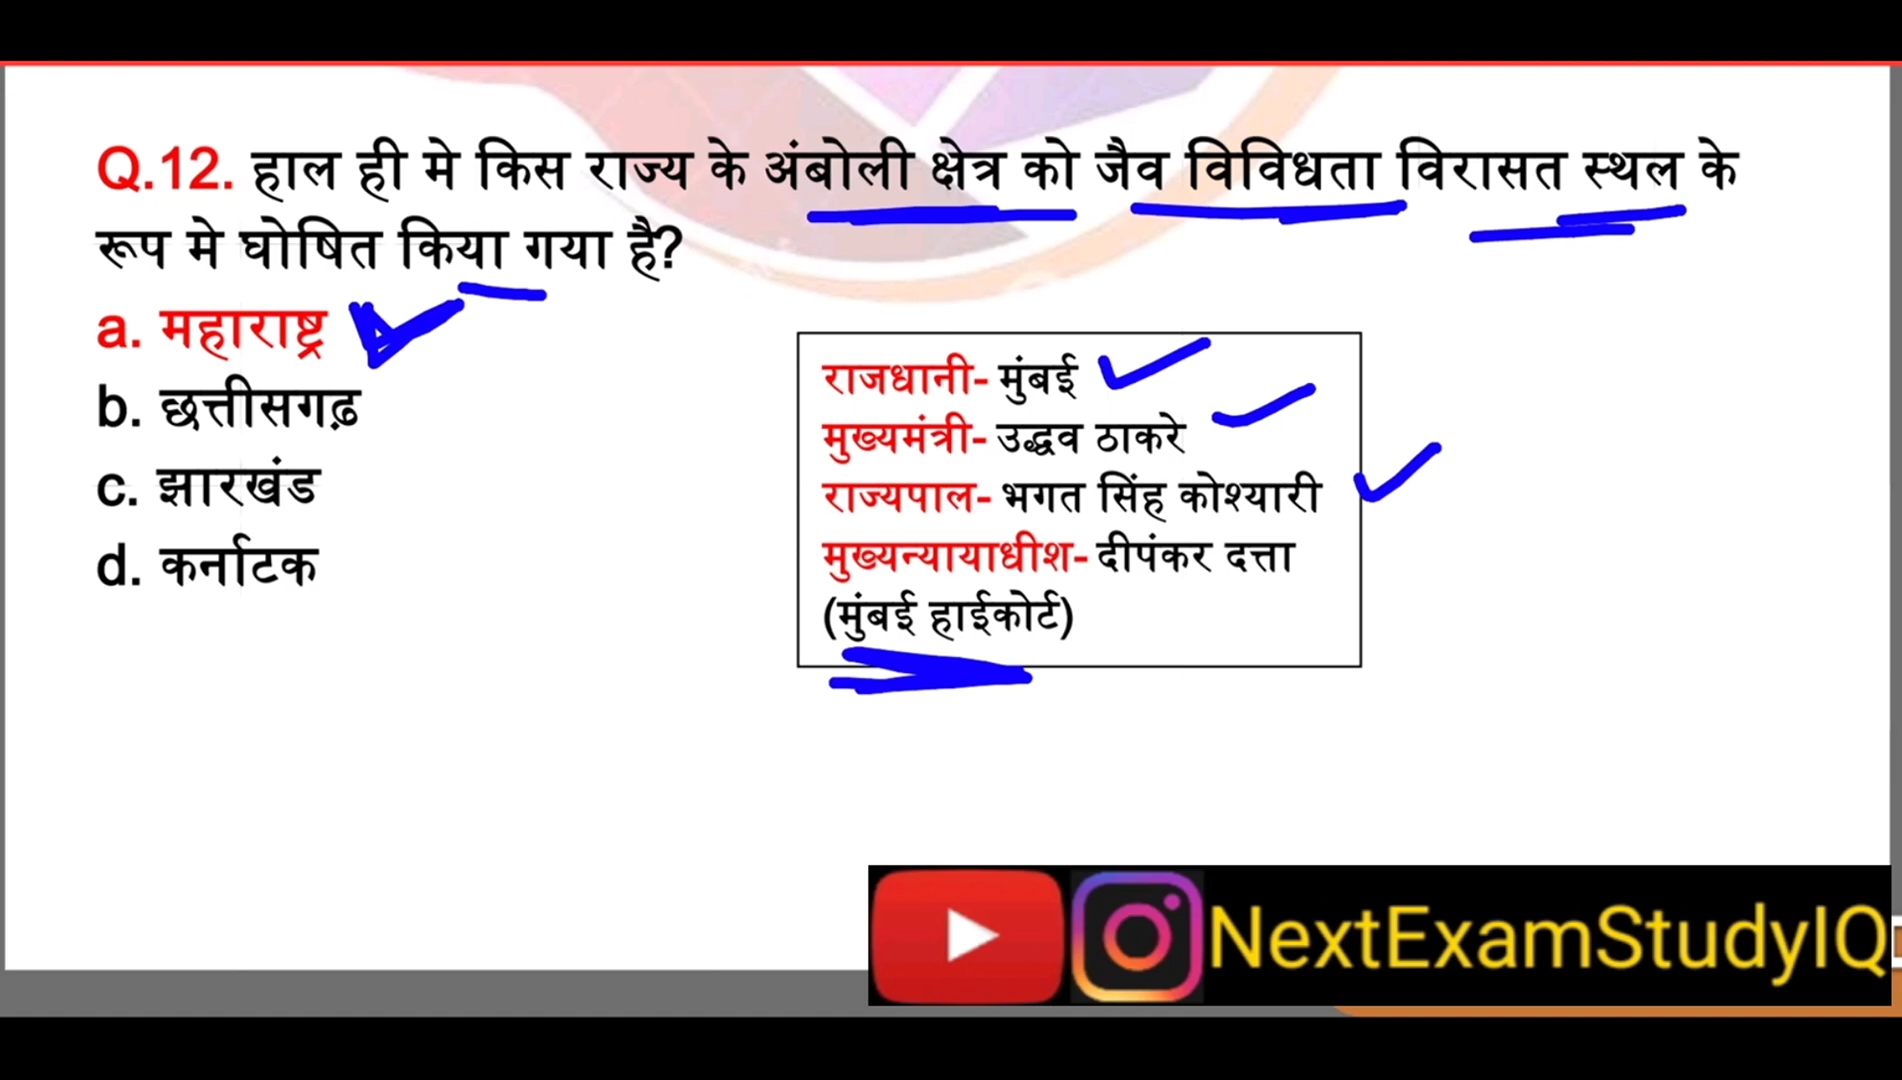 Q.12. हाल ही मे किस राज्य के अंबोली क्षेत्र को जैव विविधता विरासत स्थल के
रूप मे घोषित किया गया है?
a. महाराष्ट्र
b. छत्तीसगढ़
c. झारखंड
d. कर्नाटक
राजधानी- मुंबई
मुख्यमंत्री- उद्धव ठाकरे
राज्यपाल- भगत सिंह कोश्यारी
मुख्यन्यायाधीश- दीपंकर दत्ता
(मुंबई हाईकोर्ट)
NextExamStudyIQ